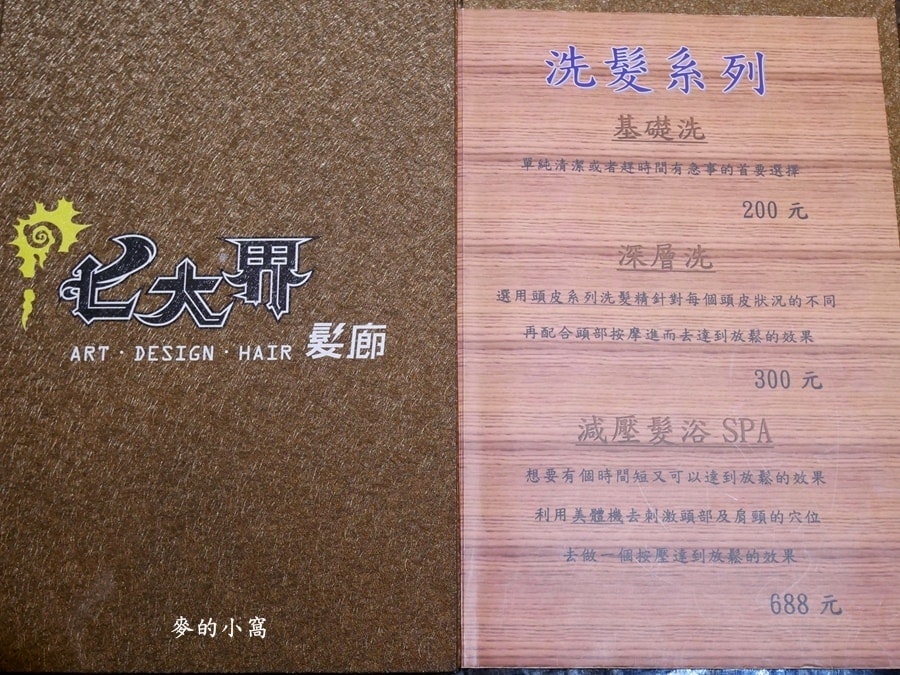 七大界
ART · DESIGN · HAIR 髮廊
麥的小窩
洗髮系列
基礎洗
單純清潔或者趕時間有急事的首要選擇
200 元
深層洗
選用頭皮系列洗髮精針對每個頭皮狀況的不同
再配合頭部按摩進而去達到放鬆的效果
300 元
減壓髮浴 SPA
想要有個時間短又可以達到放鬆的效果
利用美體機去刺激頭部及肩頸的穴位
去做一個按壓達到放鬆的效果
688 元